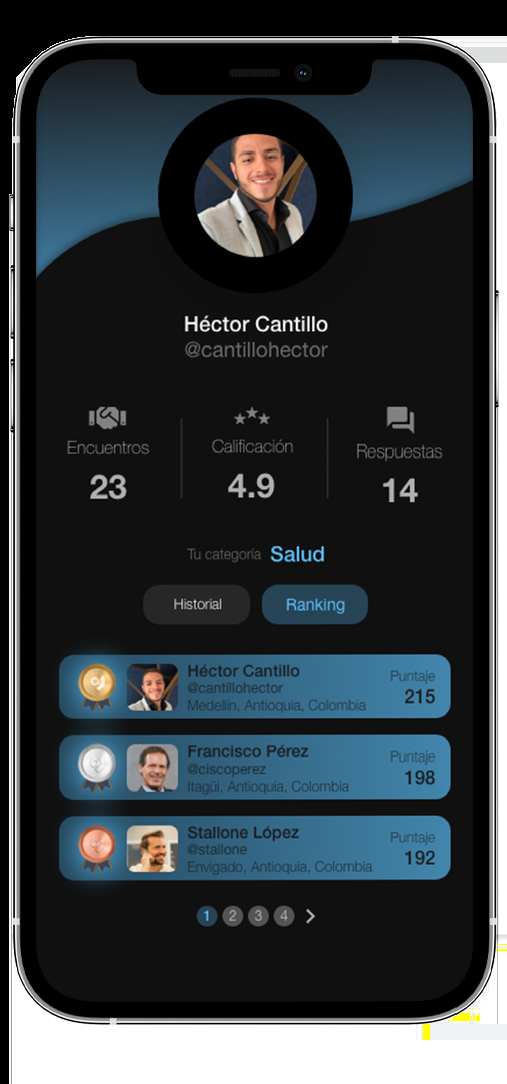 Héctor Cantillo
@cantillohector
Encuentros
Calificación
Respuestas
23
4.9
14
Tu categoría Salud
Historial
Ranking
Héctor Cantillo
@cantillohector
Medellín, Antioquia, Colombia
Puntaje
215
Francisco Pérez
@ciscoperez
Itagüi, Antioquia, Colombia
Puntaje
198
Stallone López
@stallone
Envigado, Antioquia, Colombia
Puntaje
192
1 2 3 4